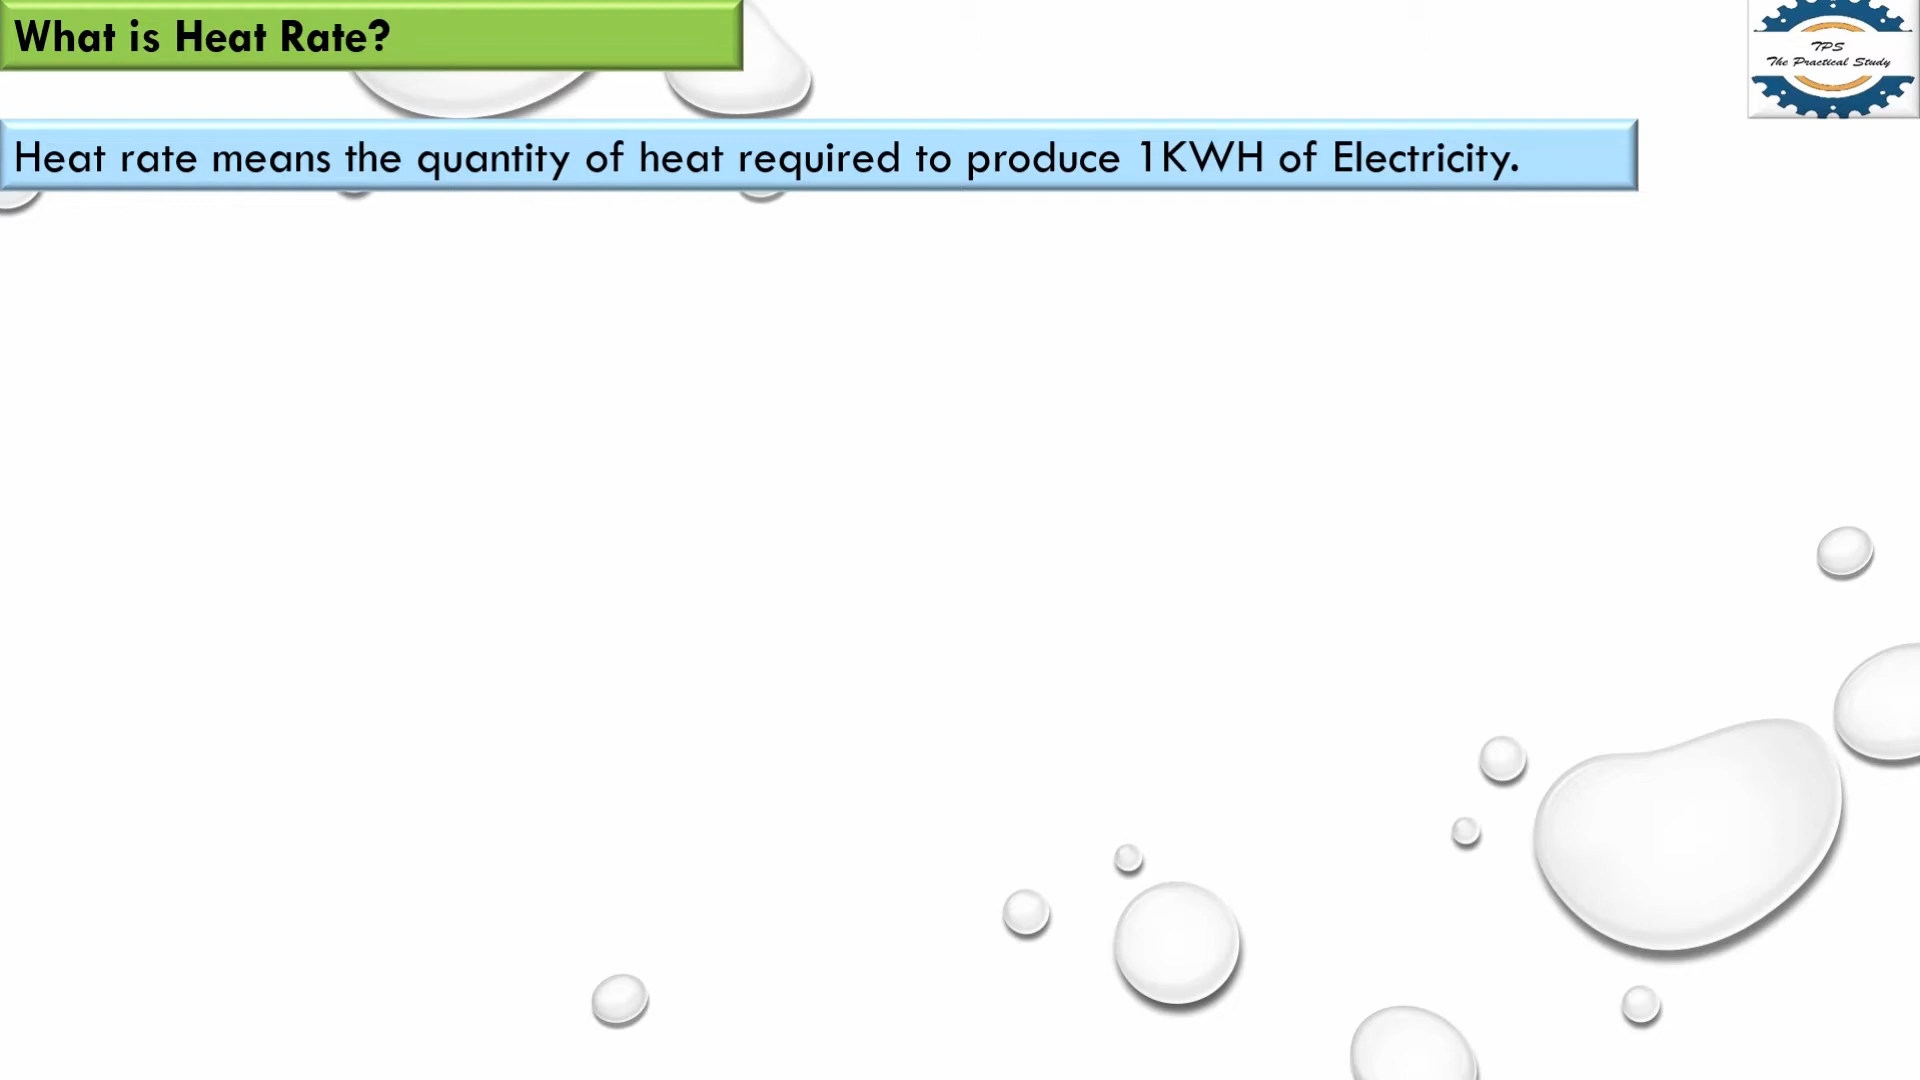 What is Heat Rate?
TPS
The Practical Study
Heat rate means the quantity of heat required to produce 1KWH of Electricity.